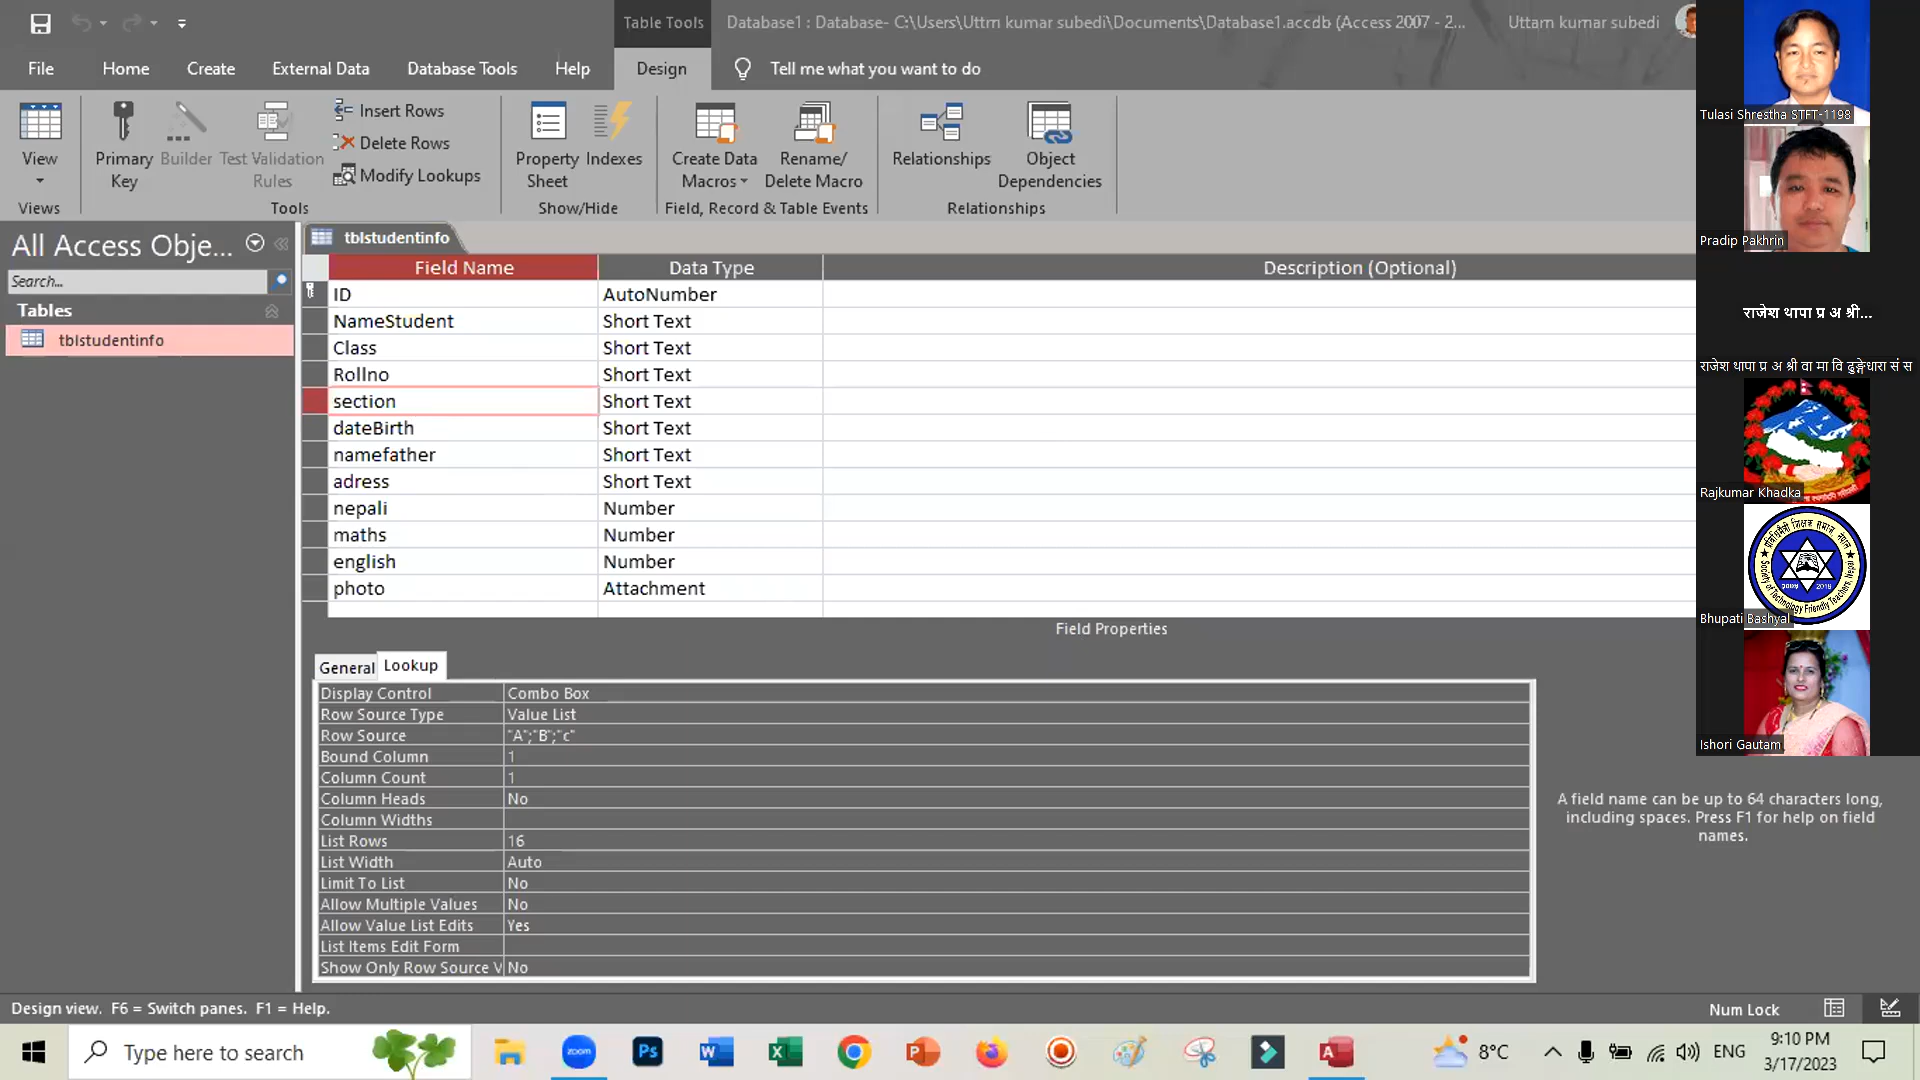 Table Tools
Database1 : Database- C:\Users\Uttrn kumar subedi\Documents\Database1.accdb (Access 2007 - 2...
Uttarn kumar subedi
File
Home
Create
External Data
Database Tools
Help
Design
Tell me what you want to do
View
Primary Key
Builder
Test Validation Rules
Insert Rows
Delete Rows
Modify Lookups
Property Sheet
Indexes
Create Data Macros
Rename/ Delete Macro
Relationships
Object Dependencies
Views
Tools
Show/Hide
Field, Record & Table Events
Relationships
All Access Obje...
Search...
Tables
tblstudentinfo
tblstudentinfo
Field Name Data Type Description (Optional)
ID AutoNumber
NameStudent Short Text
Class Short Text
Rollno Short Text
section Short Text
dateBirth Short Text
namefather Short Text
adress Short Text
nepali Number
maths Number
english Number
photo Attachment
Field Properties
General Lookup
Display Control Combo Box
Row Source Type Value List
Row Source "A";"B";"c"
Bound Column 1
Column Count 1
Column Heads No
Column Widths
List Rows 16
List Width Auto
Limit To List No
Allow Multiple Values No
Allow Value List Edits Yes
List Items Edit Form
Show Only Row Source V No
A field name can be up to 64 characters long,
including spaces. Press F1 for help on field
names.
Tulasi Shrestha STFT-1198
Pradip Pakhrin
राजेश थापा प्र अ श्री...
राजेश थापा प्र अ श्री वा मा वि ढुङ्गेधारा सं स
Rajkumar Khadka
Bhupati Bashyal
Ishori Gautam
Design view. F6 = Switch panes. F1 = Help.
Num Lock
Type here to search
zoom
Ps
8°C
ENG
9:10 PM
3/17/2023